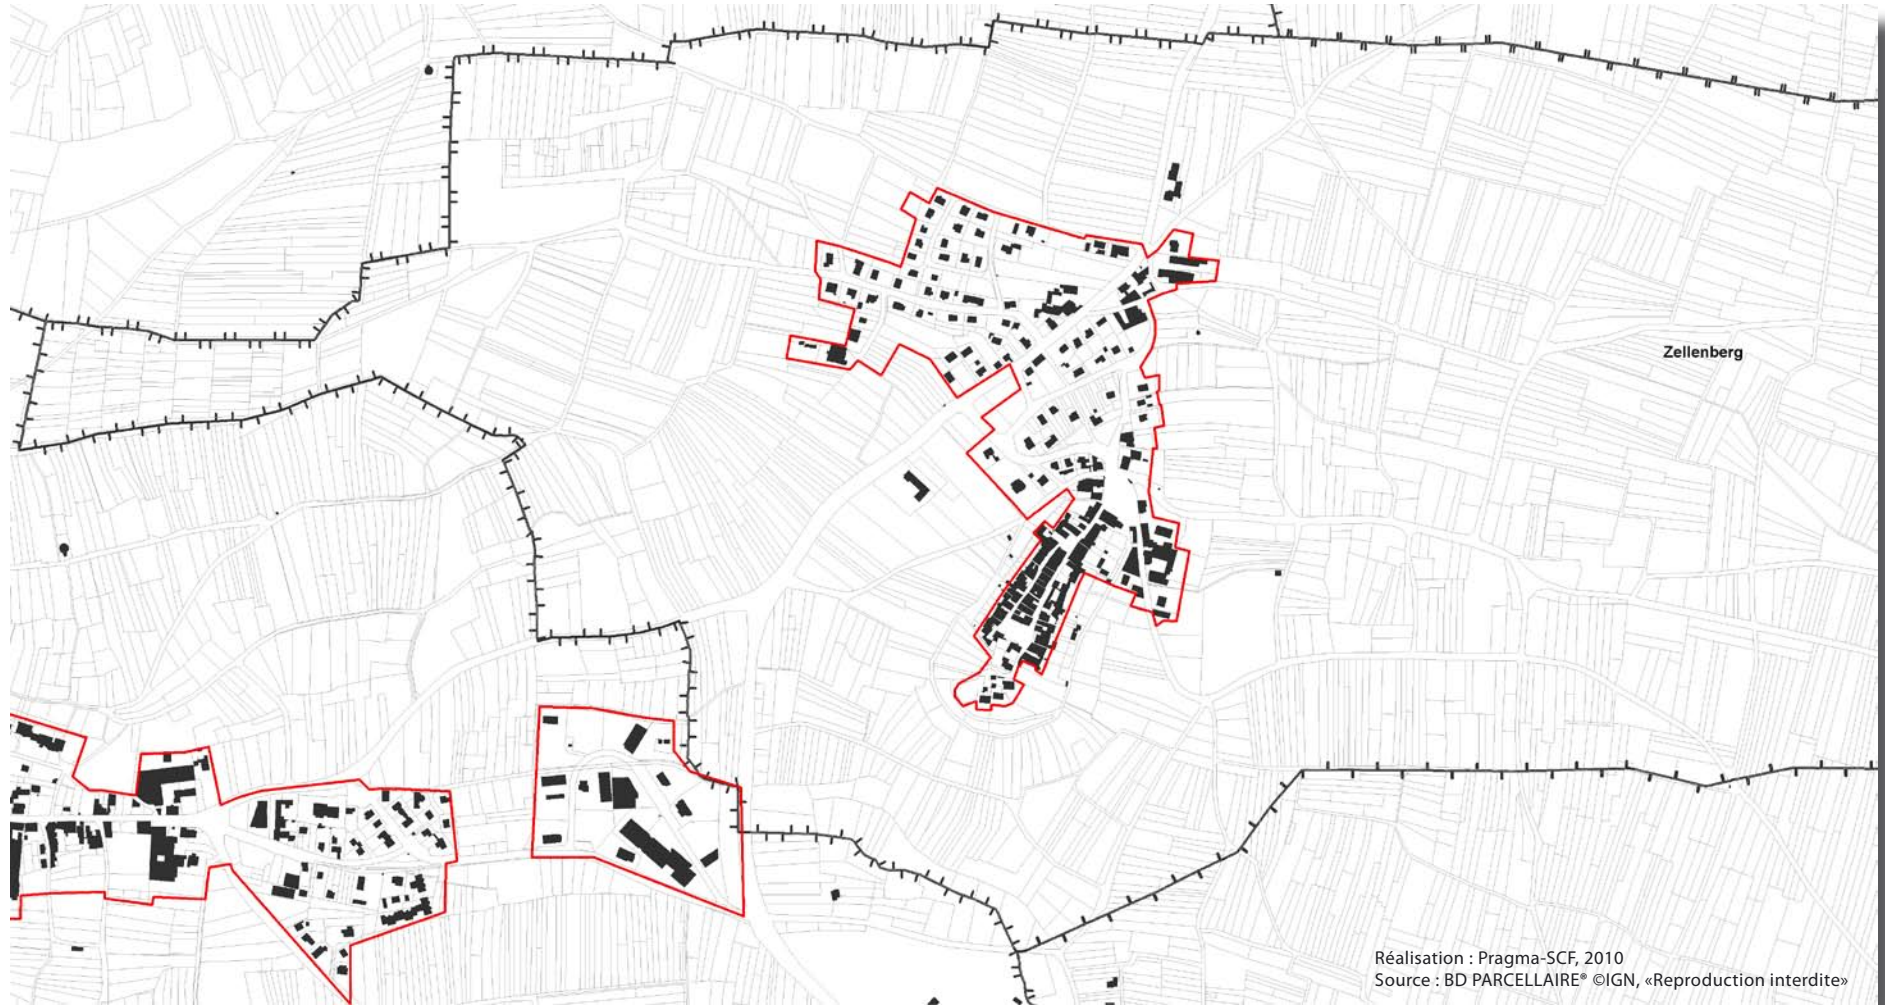 Zellenberg
Réalisation : Pragma-SCF, 2010
Source : BD PARCELLAIRE® ©IGN, «Reproduction interdite»